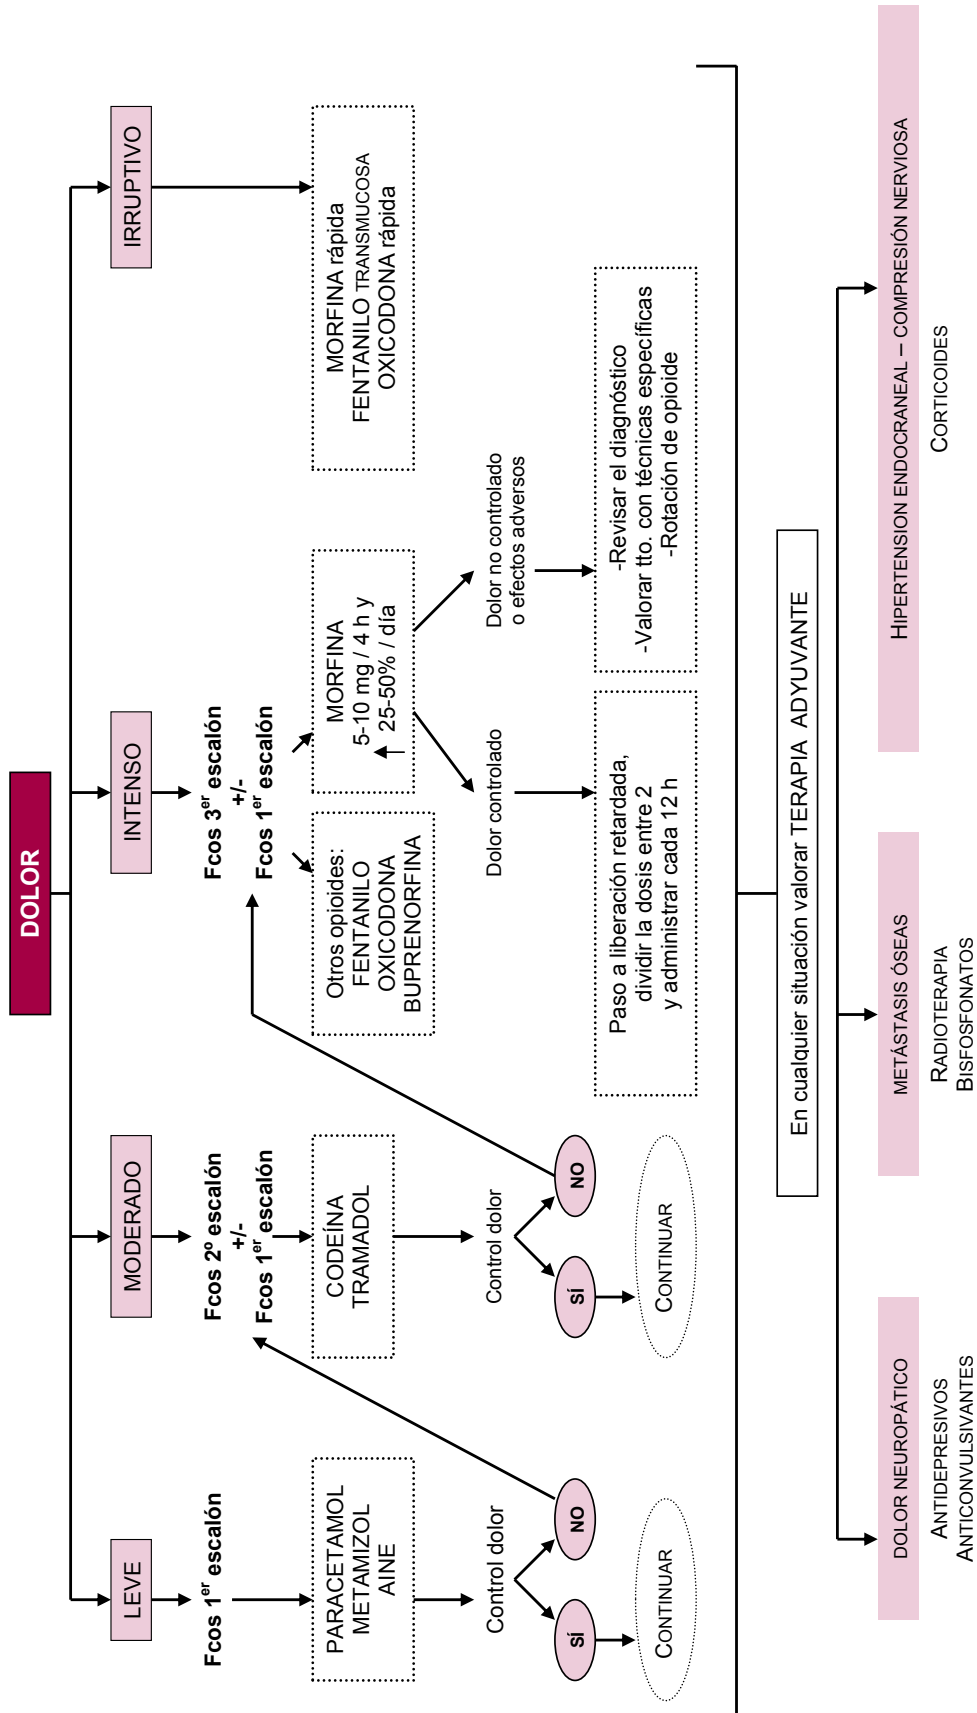 DOLOR
LEVE
MODERADO
INTENSO
IRRUPTIVO
Fcos 1er escalón
Fcos 2º escalón
+/-
Fcos 1er escalón
Fcos 3er escalón
+/-
Fcos 1er escalón
PARACETAMOL
METAMIZOL
AINE
CODEÍNA
TRAMADOL
Otros opioides:
FENTANILO
OXICODONA
BUPRENORFINA
MORFINA
5-10 mg / 4 h y
↑ 25-50% / día
MORFINA rápida
FENTANILO TRANSMUCOSA
OXICODONA rápida
Control dolor
SÍ
NO
CONTINUAR
Control dolor
SÍ
NO
CONTINUAR
Dolor controlado
Dolor no controlado
o efectos adversos
Paso a liberación retardada,
dividir la dosis entre 2
y administrar cada 12 h
-Revisar el diagnóstico
-Valorar tto. con técnicas específicas
-Rotación de opioide
En cualquier situación valorar TERAPIA ADYUVANTE
DOLOR NEUROPÁTICO
ANTIDEPRESIVOS
ANTICONVULSIVANTES
METÁSTASIS ÓSEAS
RADIOTERAPIA
BISFOSFONATOS
HIPERTENSION ENDOCRANEAL – COMPRESIÓN NERVIOSA
CORTICOIDES